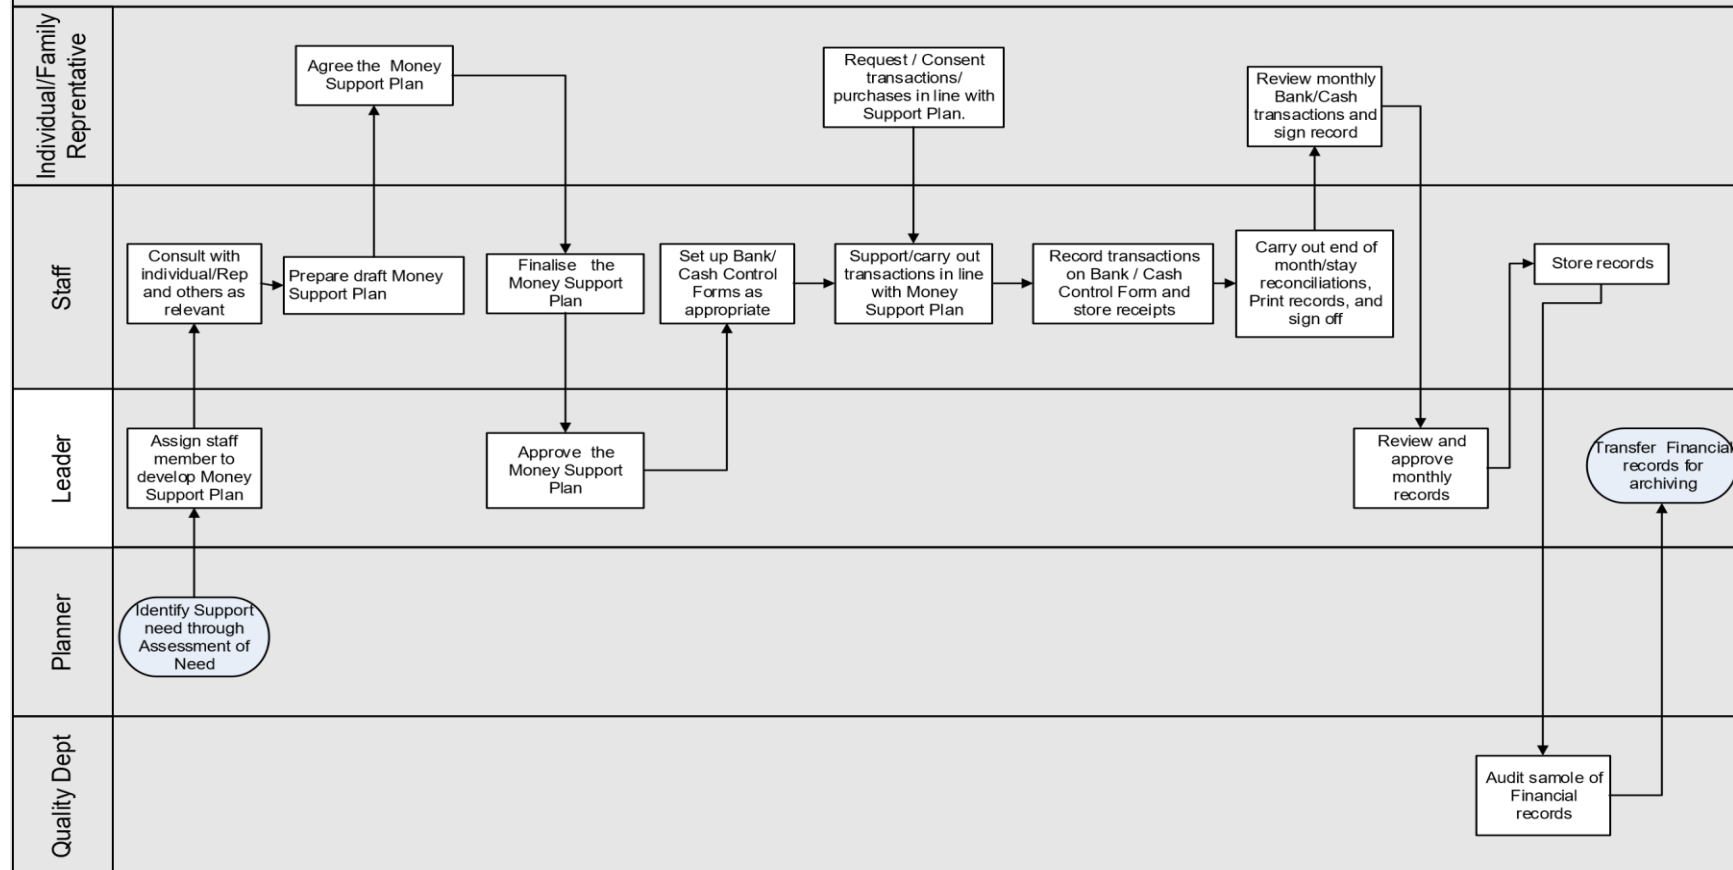 Individual/Family
Reprentative
Agree the Money
Support Plan
Request / Consent
transactions/
purchases in line with
Support Plan.
Review monthly
Bank/Cash
transactions and
sign record
Staff
Consult with
individual/Rep
and others as
relevant
Prepare draft Money
Support Plan
Finalise the
Money Support
Plan
Set up Bank/
Cash Control
Forms as
appropriate
Support/carry out
transactions in line
with Money
Support Plan
Record transactions
on Bank / Cash
Control Form and
store receipts
Carry out end of
month/stay
reconciliations,
Print records, and
sign off
Store records
Leader
Assign staff
member to
develop Money
Support Plan
Approve the
Money Support
Plan
Review and
approve
monthly
records
Transfer Financial
records for
archiving
Planner
Identify Support
need through
Assessment of
Need
Quality Dept
Audit samole of
Financial
records